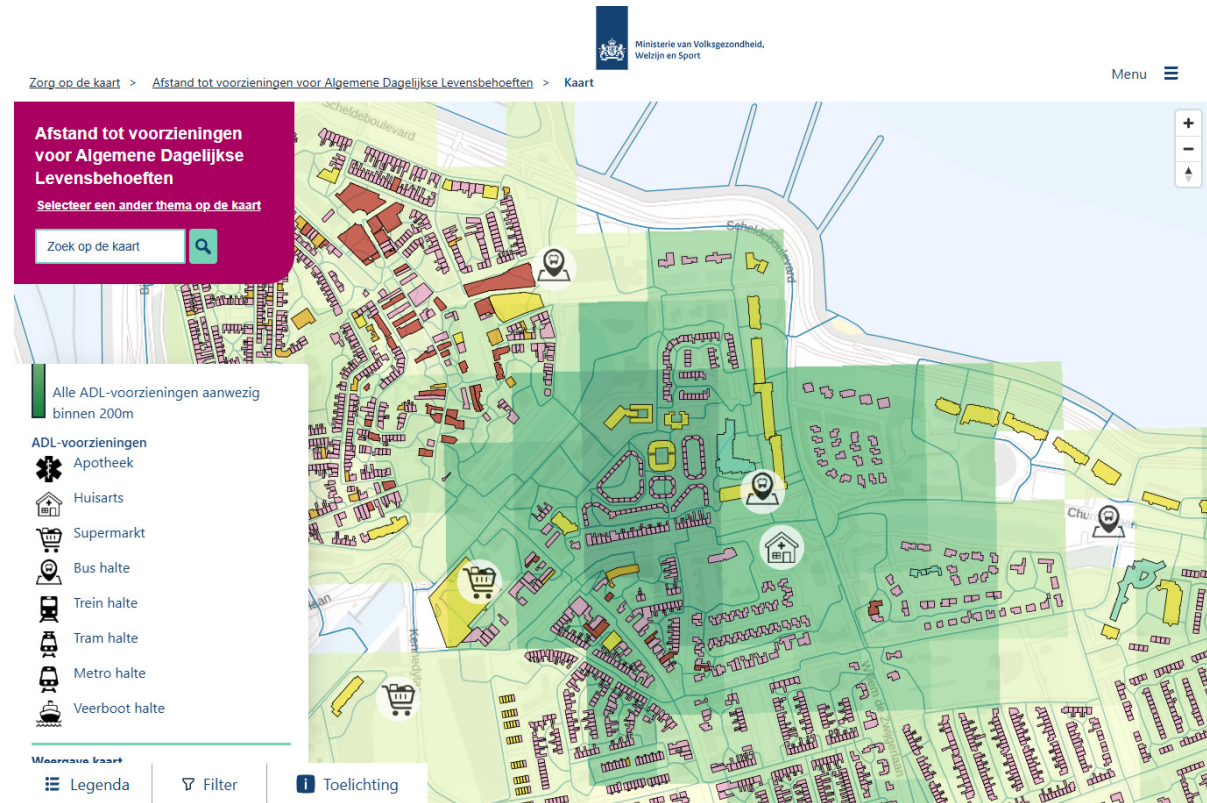 Ministerie van Volksgezondheid,
Welzijn en Sport
Zorg op de kaart > Afstand tot voorzieningen voor Algemene Dagelijkse Levensbehoeften > Kaart
Menu
Afstand tot voorzieningen
voor Algemene Dagelijkse
Levensbehoeften
Selecteer een ander thema op de kaart
Zoek op de kaart
Scheldeboulevard
Scheldeboulevard
Alle ADL-voorzieningen aanwezig
binnen 200m
ADL-voorzieningen
Apotheek
Huisarts
Supermarkt
Bus halte
Trein halte
Tram halte
Metro halte
Veerboot halte
Weergave kaart
Willem de Zwijgerlaan
Legenda
Filter
Toelichting